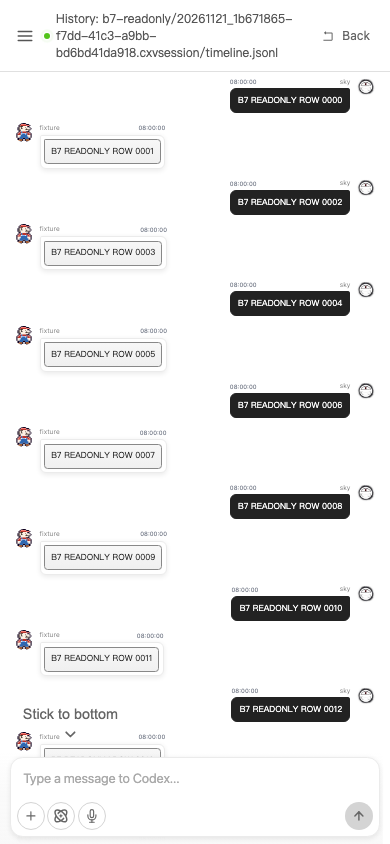 History: b7-readonly/20261121_1b671865-
f7dd-41c3-a9bb-
bd6bd41da918.cxvsession/timeline.jsonl
Back
08:00:00 sky
B7 READONLY ROW 0000
fixture 08:00:00
B7 READONLY ROW 0001
08:00:00 sky
B7 READONLY ROW 0002
fixture 08:00:00
B7 READONLY ROW 0003
08:00:00 sky
B7 READONLY ROW 0004
fixture 08:00:00
B7 READONLY ROW 0005
08:00:00 sky
B7 READONLY ROW 0006
fixture 08:00:00
B7 READONLY ROW 0007
08:00:00 sky
B7 READONLY ROW 0008
fixture 08:00:00
B7 READONLY ROW 0009
08:00:00 sky
B7 READONLY ROW 0010
fixture 08:00:00
B7 READONLY ROW 0011
08:00:00 sky
B7 READONLY ROW 0012
Stick to bottom
fixture 08:00:00
Type a message to Codex...